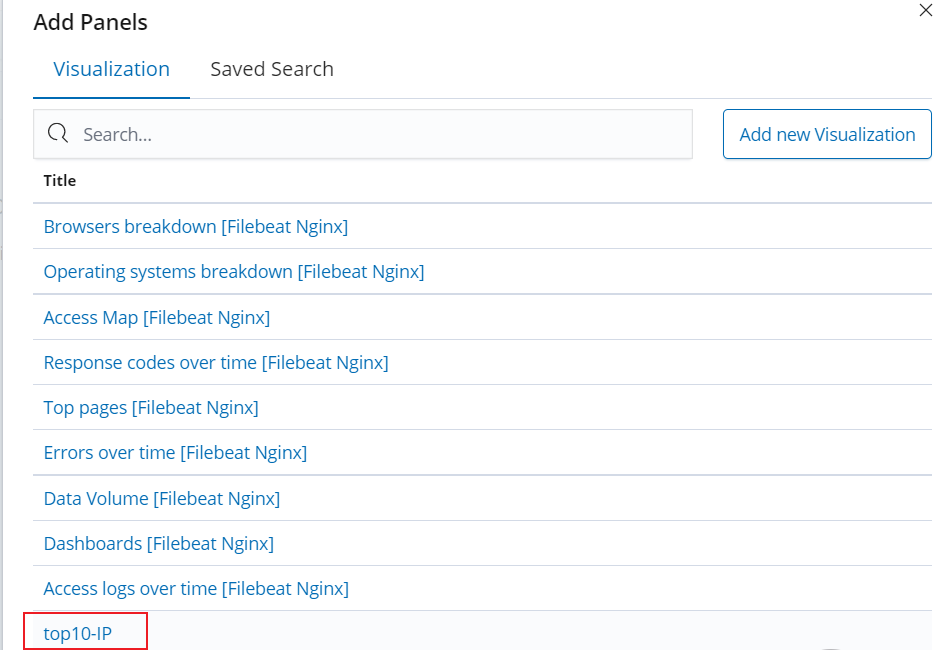 Add Panels
Visualization Saved Search
Search... Add new Visualization
Title
Browsers breakdown [Filebeat Nginx]
Operating systems breakdown [Filebeat Nginx]
Access Map [Filebeat Nginx]
Response codes over time [Filebeat Nginx]
Top pages [Filebeat Nginx]
Errors over time [Filebeat Nginx]
Data Volume [Filebeat Nginx]
Dashboards [Filebeat Nginx]
Access logs over time [Filebeat Nginx]
top10-IP